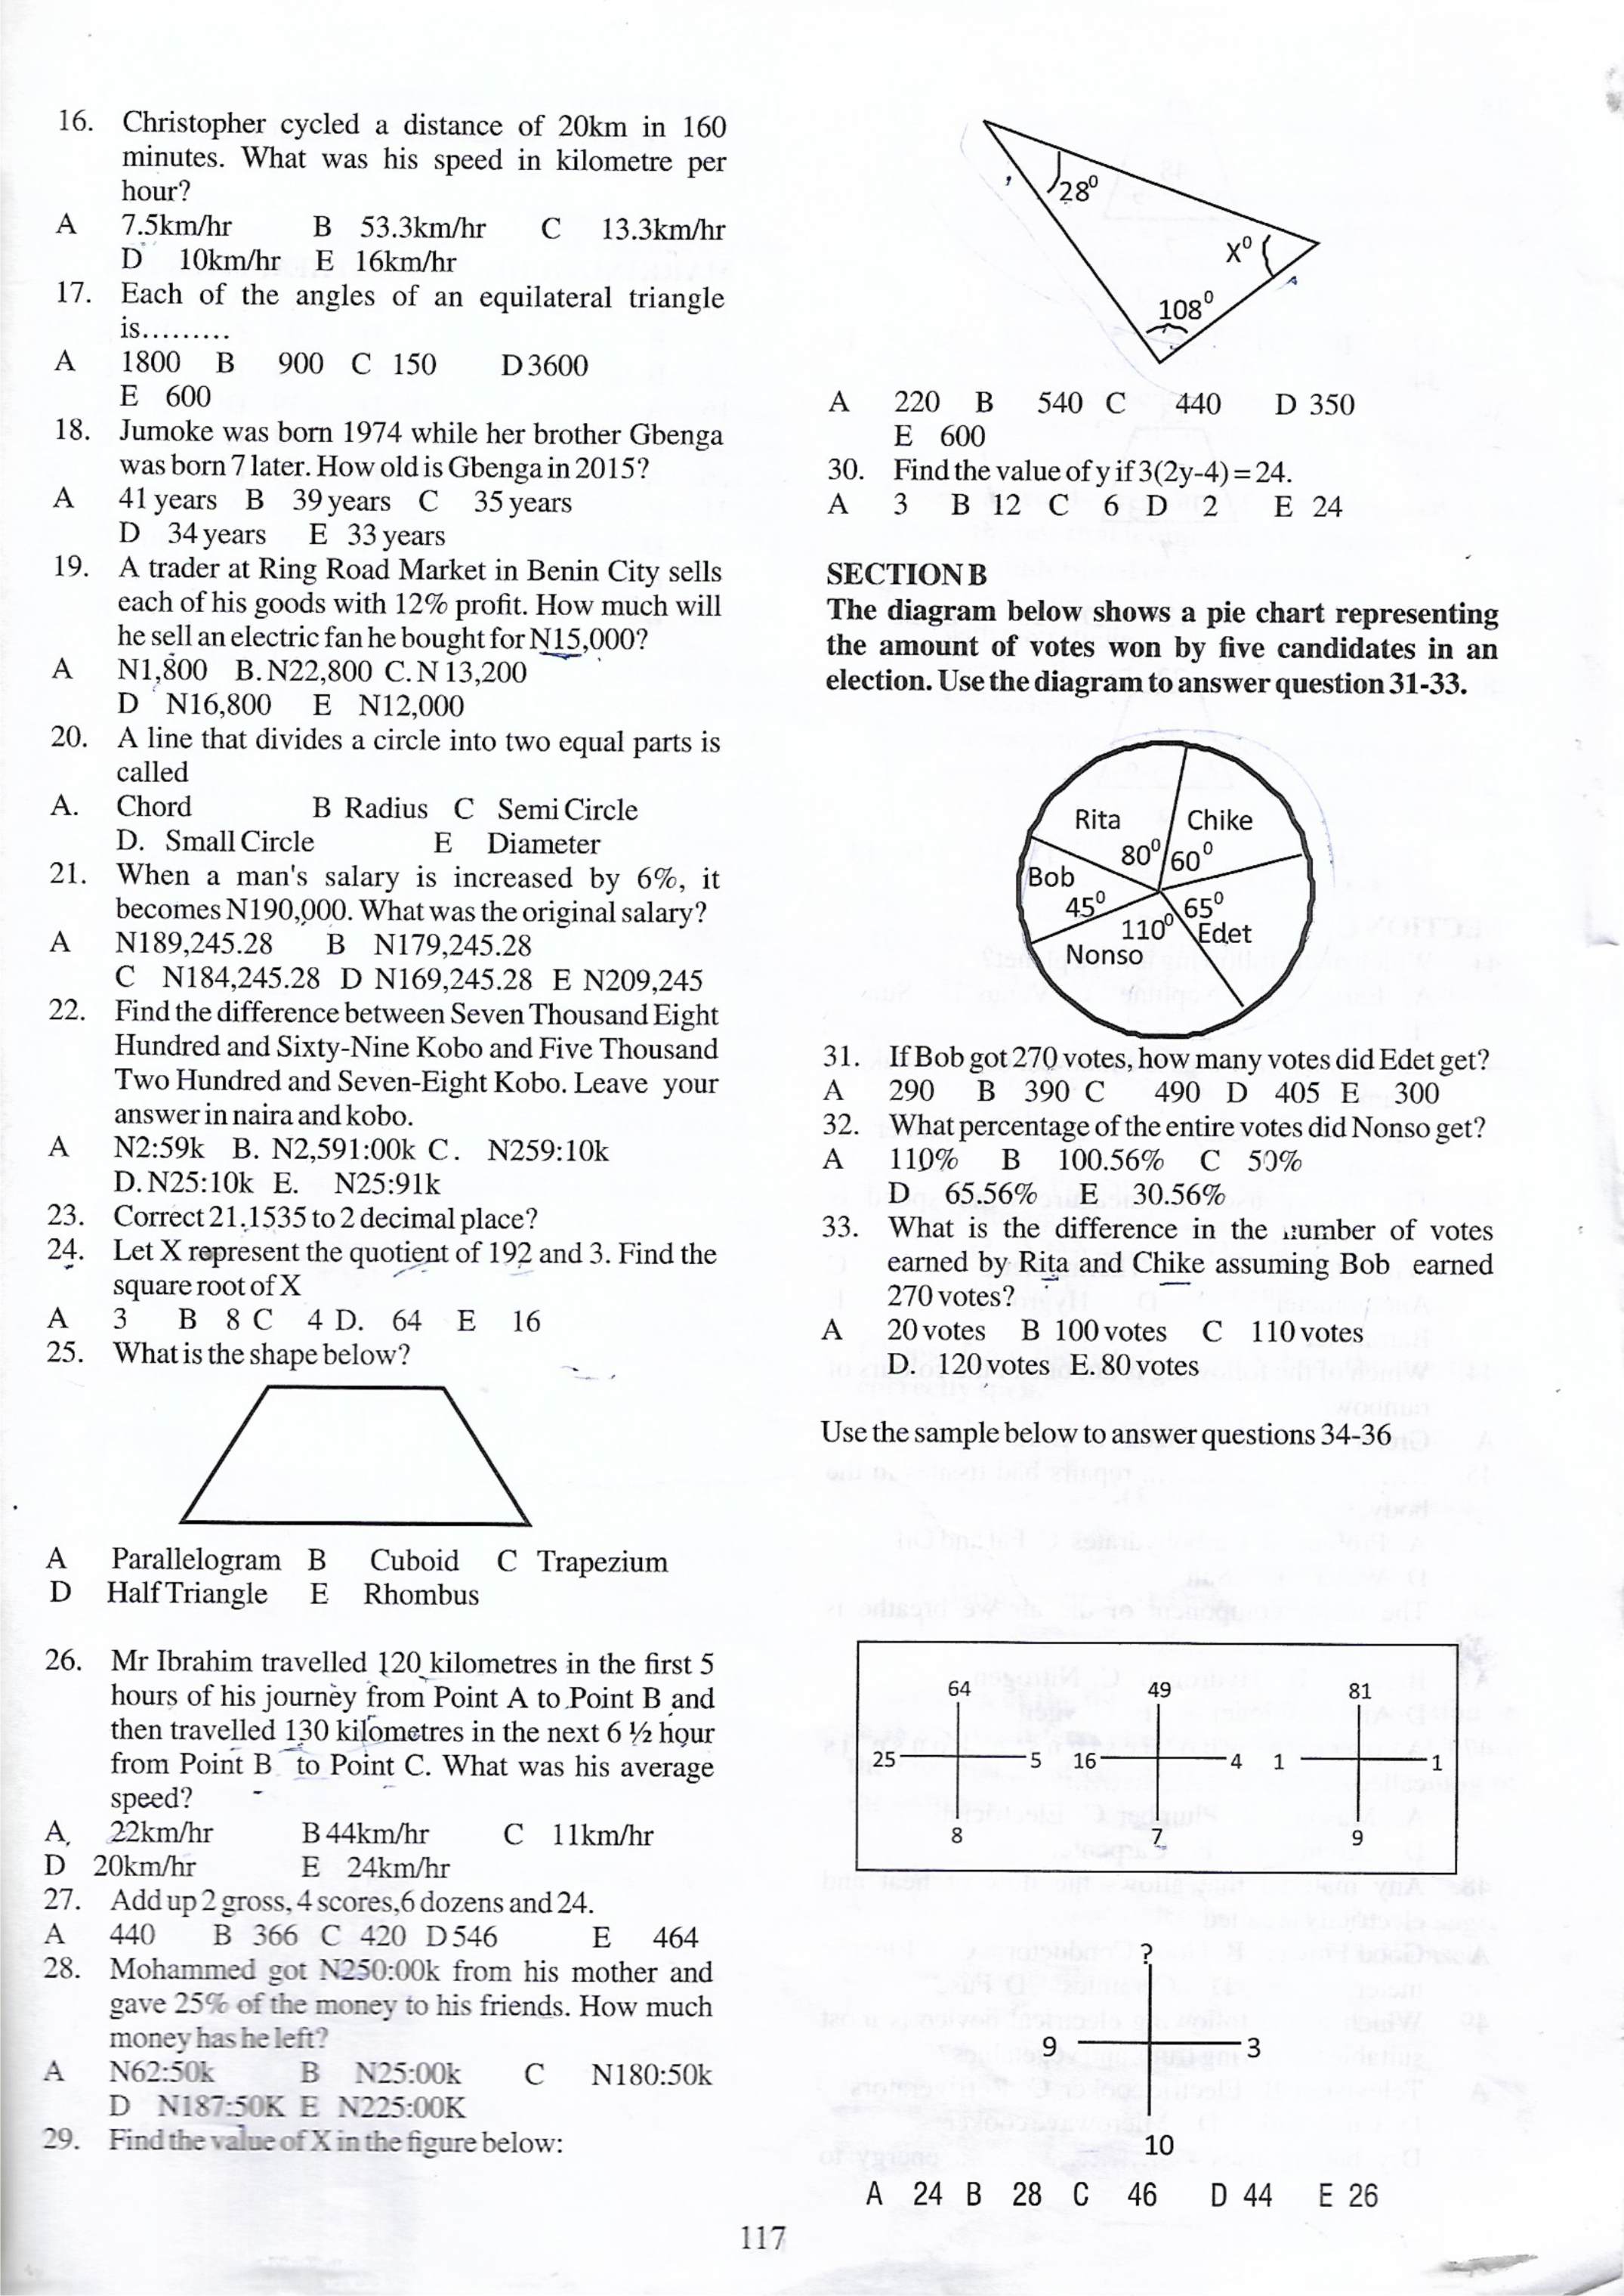 16. Christopher cycled a distance of 20km in 160
minutes. What was his speed in kilometre per
hour?
A 7.5km/hr B 53.3km/hr C 13.3km/hr
D 10km/hr E 16km/hr
17. Each of the angles of an equilateral triangle
is.........
A 1800 B 900 C 150 D 3600
E 600
18. Jumoke was born 1974 while her brother Gbenga
was born 7 later. How old is Gbenga in 2015?
A 41 years B 39 years C 35 years
D 34 years E 33 years
19. A trader at Ring Road Market in Benin City sells
each of his goods with 12% profit. How much will
he sell an electric fan he bought for N15,000?
A N1,800 B. N22,800 C. N 13,200
D N16,800 E N12,000
20. A line that divides a circle into two equal parts is
called
A. Chord B Radius C Semi Circle
D. Small Circle E Diameter
21. When a man's salary is increased by 6%, it
becomes N190,000. What was the original salary?
A N189,245.28 B N179,245.28
C N184,245.28 D N169,245.28 E N209,245
22. Find the difference between Seven Thousand Eight
Hundred and Sixty-Nine Kobo and Five Thousand
Two Hundred and Seven-Eight Kobo. Leave your
answer in naira and kobo.
A N2:59k B. N2,591:00k C. N259:10k
D. N25:10k E. N25:91k
23. Correct 21.1535 to 2 decimal place?
24. Let X represent the quotient of 192 and 3. Find the
square root of X
A 3 B 8 C 4 D. 64 E 16
25. What is the shape below?
A Parallelogram B Cuboid C Trapezium
D Half Triangle E Rhombus
26. Mr Ibrahim travelled 120 kilometres in the first 5
hours of his journey from Point A to Point B and
then travelled 130 kilometres in the next 6 ½ hour
from Point B to Point C. What was his average
speed?
A, 22km/hr B 44km/hr C 11km/hr
D 20km/hr E 24km/hr
27. Add up 2 gross, 4 scores, 6 dozens and 24.
A 440 B 366 C 420 D 546 E 464
28. Mohammed got N250:00k from his mother and
gave 25% of the money to his friends. How much
money has he left?
A N62:50k B N25:00k C N180:50k
D N187:50K E N225:00K
29. Find the value of X in the figure below:
28⁰
X⁰
108⁰
A 220 B 540 C 440 D 350
E 600
30. Find the value of y if 3(2y-4) = 24.
A 3 B 12 C 6 D 2 E 24
SECTION B
The diagram below shows a pie chart representing
the amount of votes won by five candidates in an
election. Use the diagram to answer question 31-33.
Rita Chike
80⁰ 60⁰
Bob
45⁰ 65⁰
110⁰ Edet
Nonso
31. If Bob got 270 votes, how many votes did Edet get?
A 290 B 390 C 490 D 405 E 300
32. What percentage of the entire votes did Nonso get?
A 110% B 100.56% C 50%
D 65.56% E 30.56%
33. What is the difference in the number of votes
earned by Rita and Chike assuming Bob earned
270 votes?
A 20 votes B 100 votes C 110 votes
D. 120 votes E. 80 votes
Use the sample below to answer questions 34-36
64 49 81
25 5 16 4 1 1
8 7 9
?
9 3
10
A 24 B 28 C 46 D 44 E 26
117